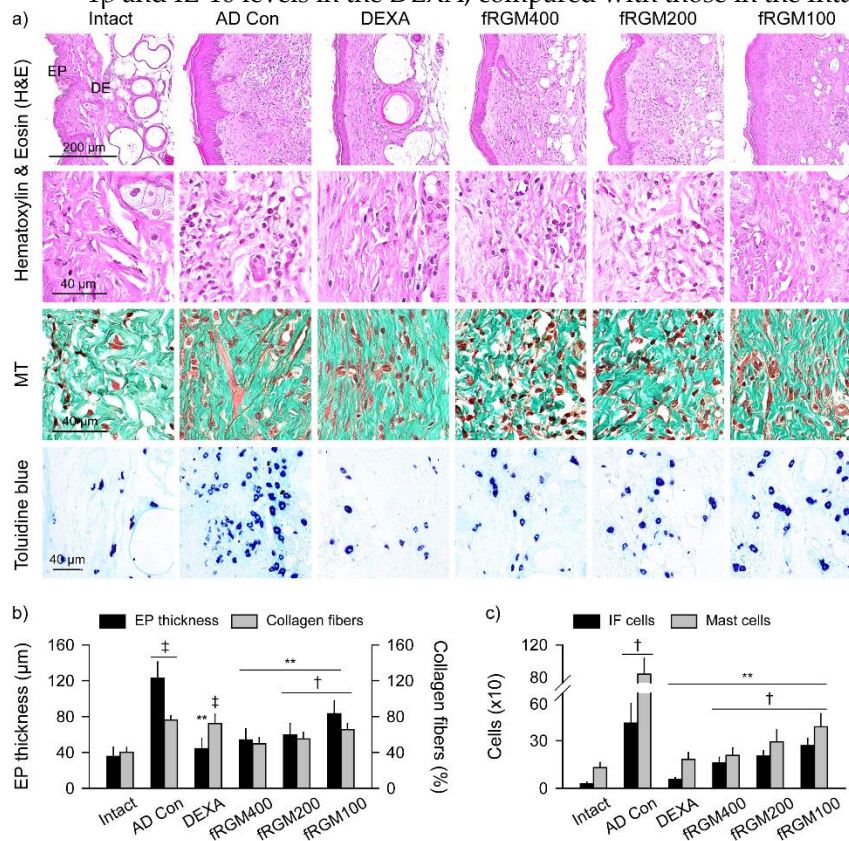 1β and IL-10 levels in the DEXA, compared with those in the Inta
a) Intact AD Con DEXA fRGM400 fRGM200 fRGM100
Hematoxylin & Eosin (H&E)
EP
DE
200 μm
40 μm
MT
40 μm
Toluidine blue
40 μm
b) EP thickness Collagen fibers
EP thickness (μm)
160
120
80
40
0
‡
**
‡
**
†
160
120
80
40
0
Collagen fibers (%)
Intact AD Con DEXA fRGM400 fRGM200 fRGM100
c) IF cells Mast cells
Cells (x10)
120
80
60
30
0
†
**
†
Intact AD Con DEXA fRGM400 fRGM200 fRGM100